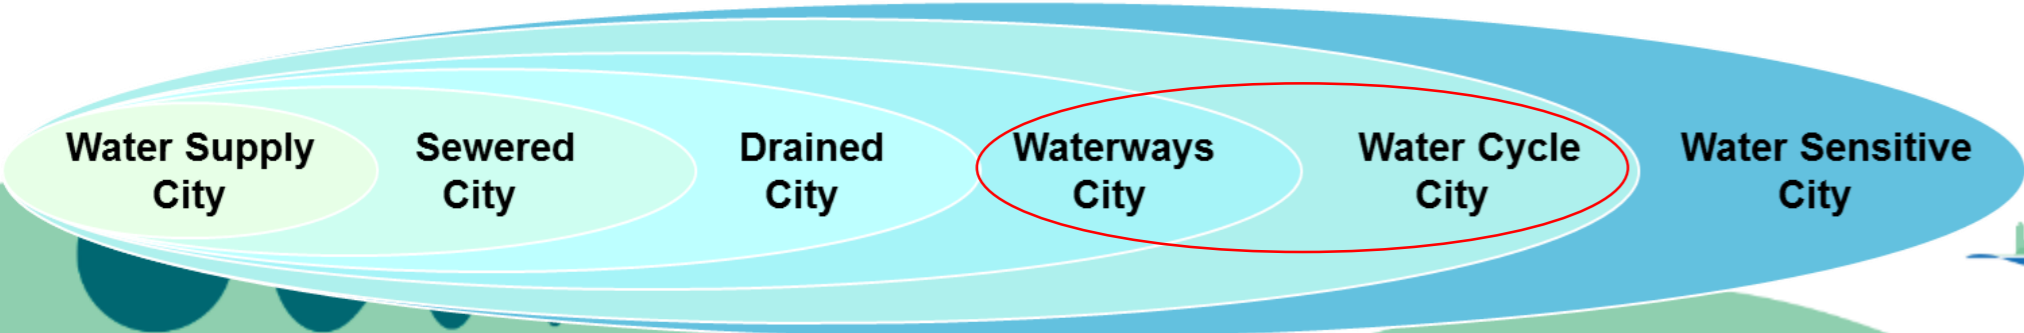 Water Supply
City
Sewered
City
Drained
City
Waterways
City
Water Cycle
City
Water Sensitive
City